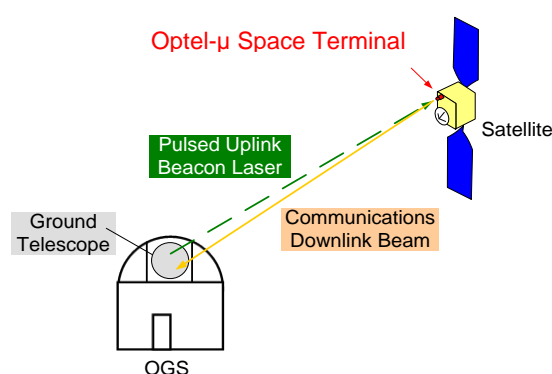 Optel-μ Space Terminal
Satellite
Pulsed Uplink
Beacon Laser
Ground
Telescope
Communications
Downlink Beam
OGS